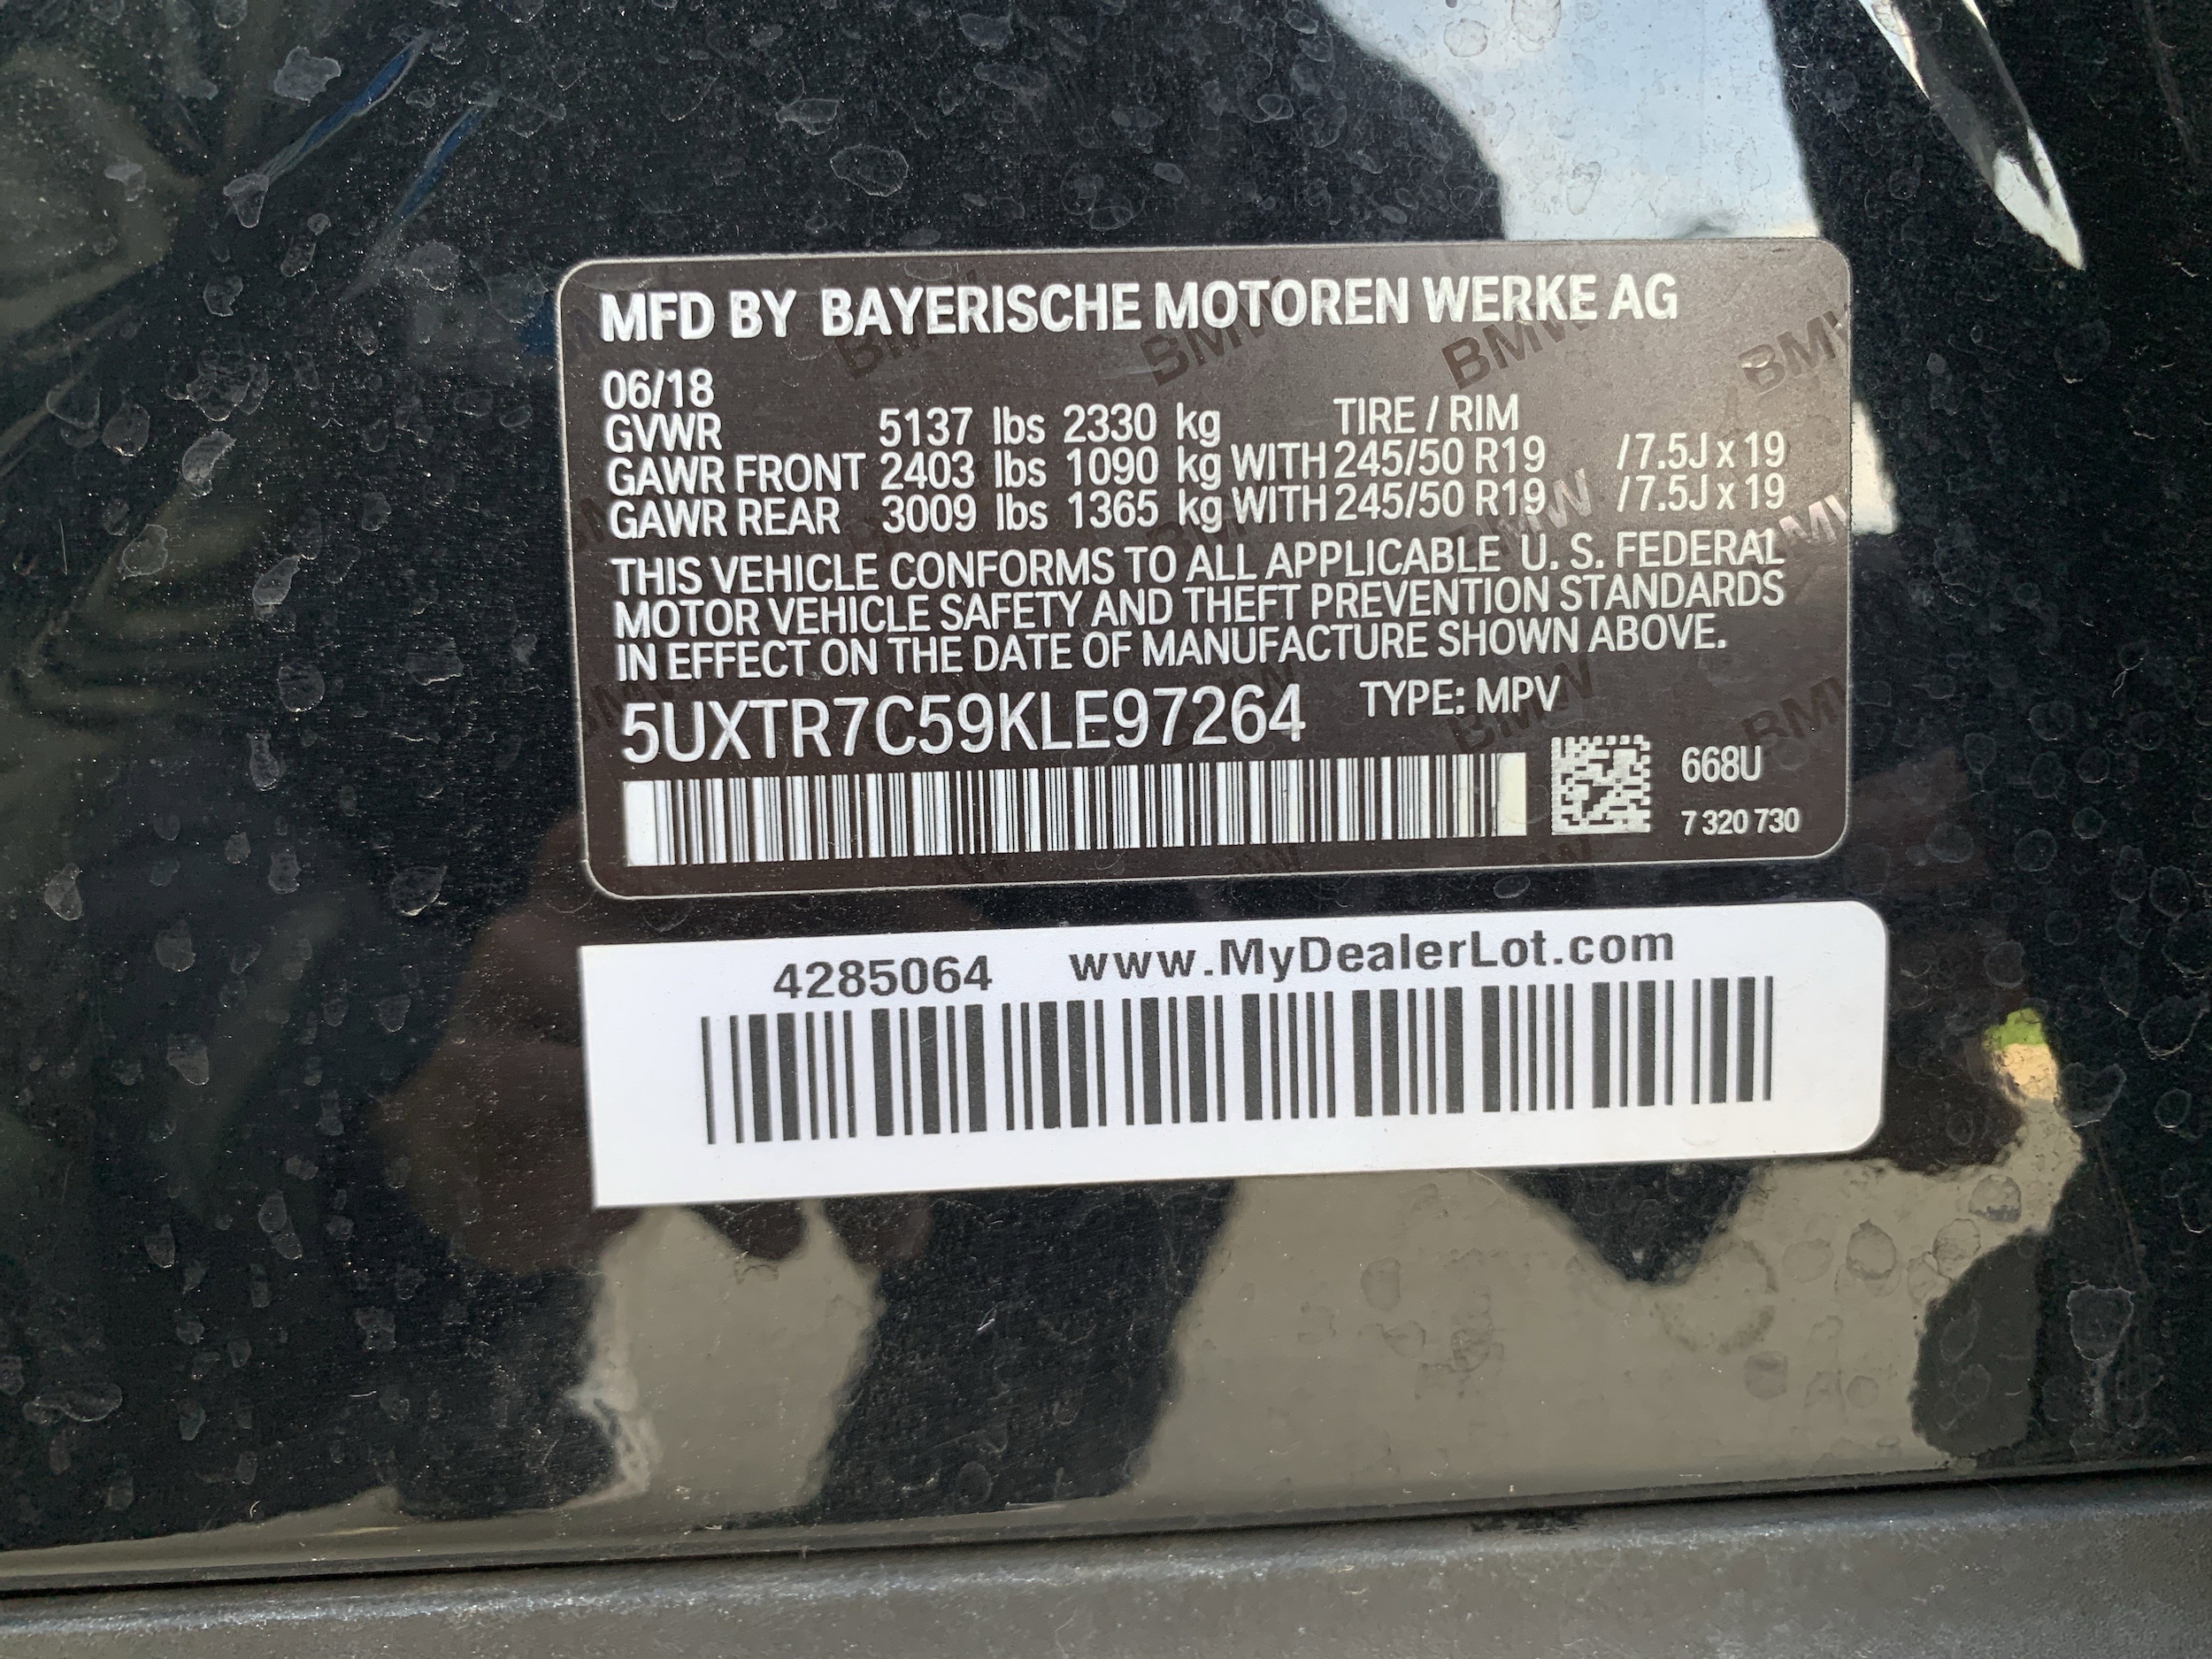 MFD BY BAYERISCHE MOTOREN WERKE AG
06/18
GVWR 5137 lbs 2330 kg TIRE / RIM
GAWR FRONT 2403 lbs 1090 kg WITH 245/50 R19 /7.5J x 19
GAWR REAR 3009 lbs 1365 kg WITH 245/50 R19 /7.5J x 19
THIS VEHICLE CONFORMS TO ALL APPLICABLE U. S. FEDERAL
MOTOR VEHICLE SAFETY AND THEFT PREVENTION STANDARDS
IN EFFECT ON THE DATE OF MANUFACTURE SHOWN ABOVE.
5UXTR7C59KLE97264 TYPE: MPV
668U
7 320 730
4285064 www.MyDealerLot.com